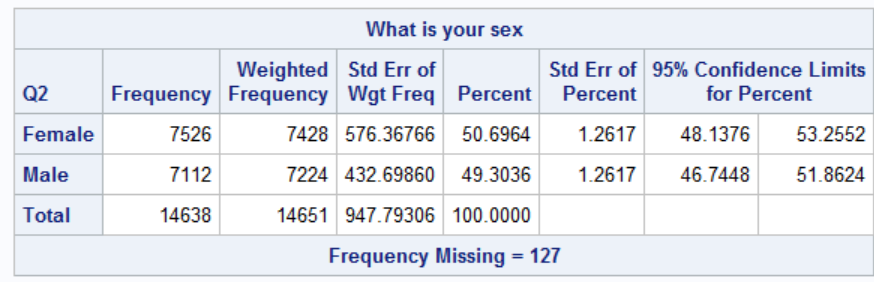 What is your sex
Q2 Frequency Weighted Frequency Std Err of Wgt Freq Percent Std Err of Percent 95% Confidence Limits for Percent
Female 7526 7428 576.36766 50.6964 1.2617 48.1376 53.2552
Male 7112 7224 432.69860 49.3036 1.2617 46.7448 51.8624
Total 14638 14651 947.79306 100.0000
Frequency Missing = 127